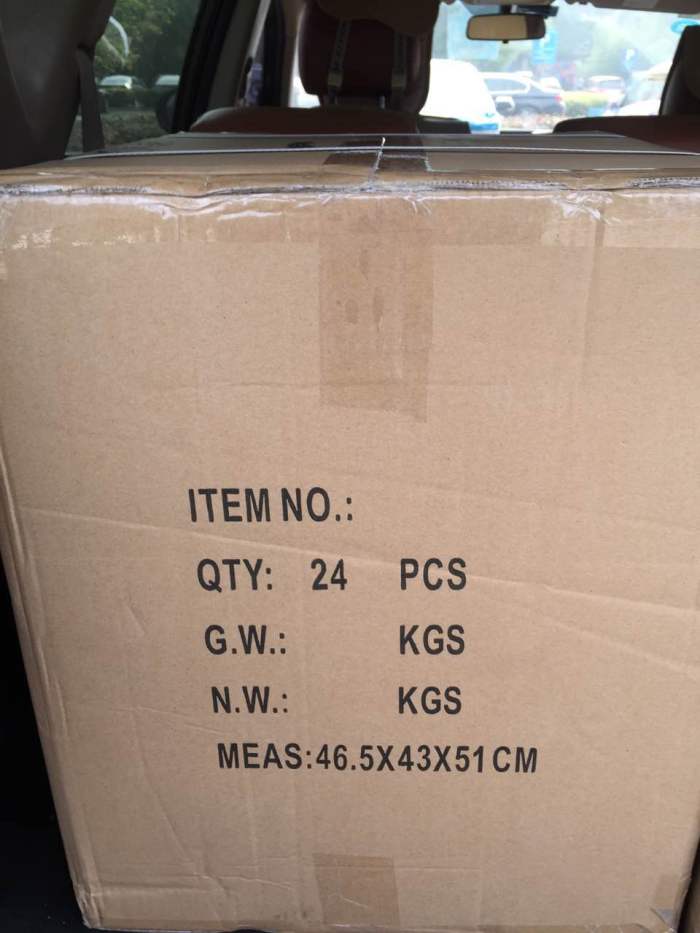 ITEM NO.:
QTY: 24 PCS
G.W.: KGS
N.W.: KGS
MEAS:46.5X43X51CM